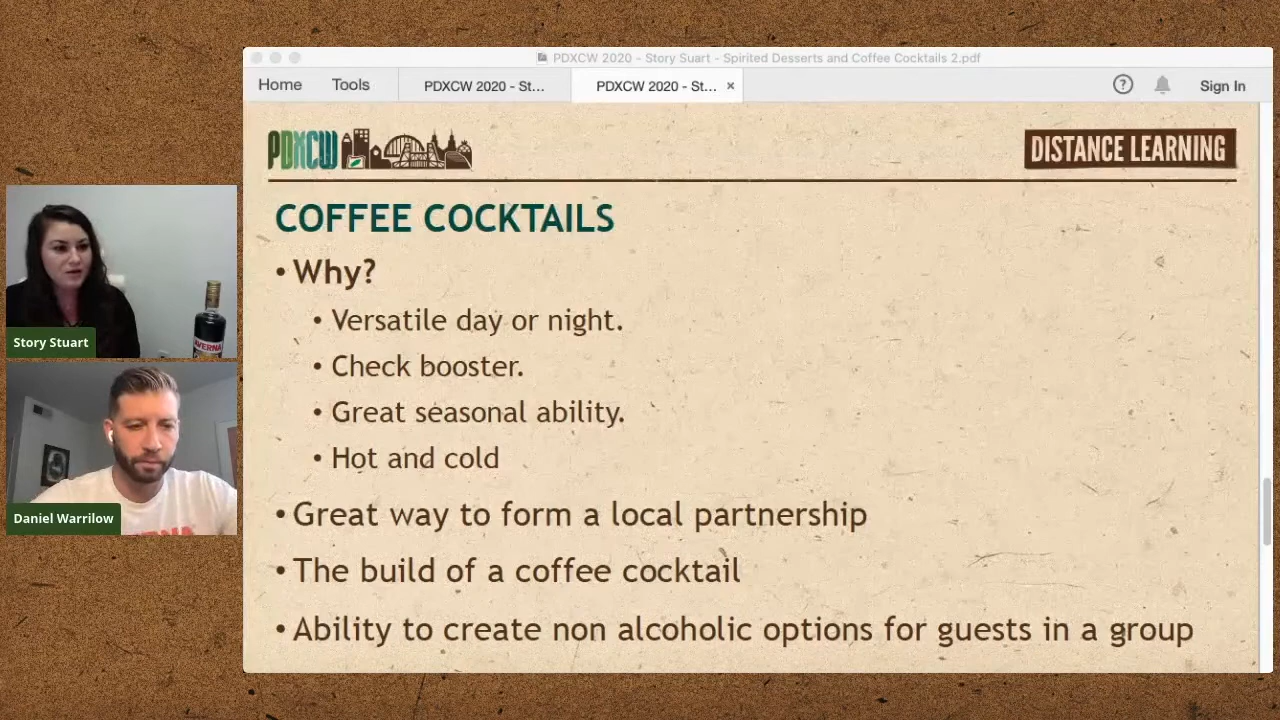 PDXCW 2020 - Story Suart - Spirited Desserts and Coffee Cocktails 2.pdf
Home
Tools
PDXCW 2020 - St...
PDXCW 2020 - St...
×
?
Sign In
PDXCW
DISTANCE LEARNING
COFFEE COCKTAILS
• Why?
• Versatile day or night.
• Check booster.
• Great seasonal ability.
• Hot and cold
• Great way to form a local partnership
• The build of a coffee cocktail
• Ability to create non alcoholic options for guests in a group
AVERNA
Story Stuart
Daniel Warrilow